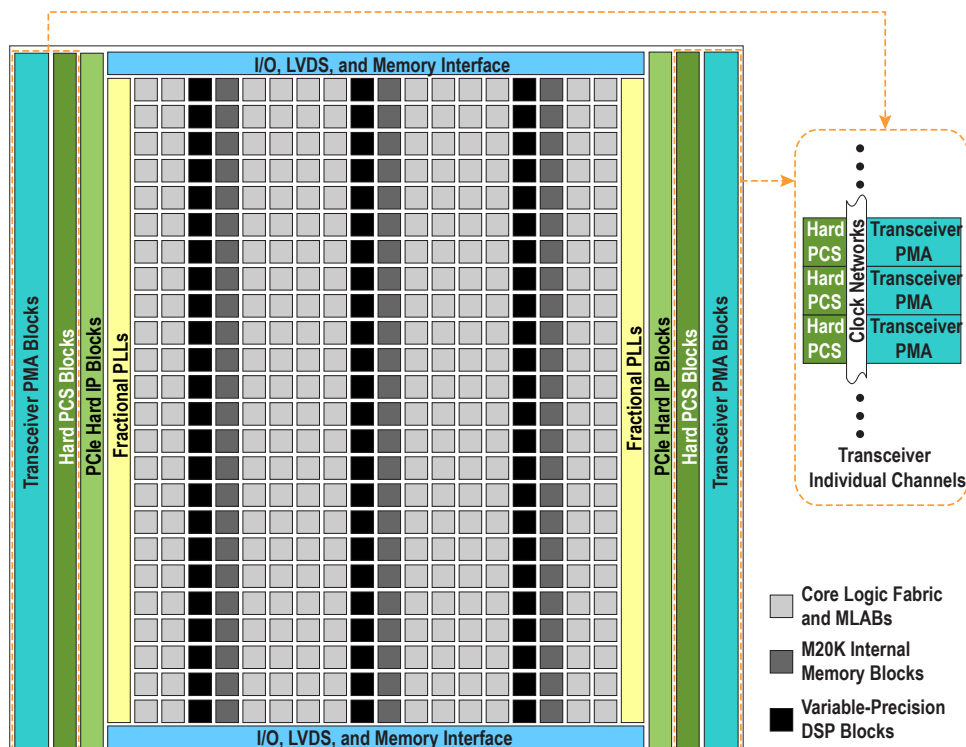 I/O, LVDS, and Memory Interface
Transceiver PMA Blocks
Hard PCS Blocks
PCIe Hard IP Blocks
Fractional PLLs
Fractional PLLs
PCIe Hard IP Blocks
Hard PCS Blocks
Transceiver PMA Blocks
I/O, LVDS, and Memory Interface
Hard
PCS
Transceiver
PMA
Hard
PCS
Transceiver
PMA
Hard
PCS
Transceiver
PMA
Clock Networks
Transceiver
Individual Channels
Core Logic Fabric
and MLABs
M20K Internal
Memory Blocks
Variable-Precision
DSP Blocks